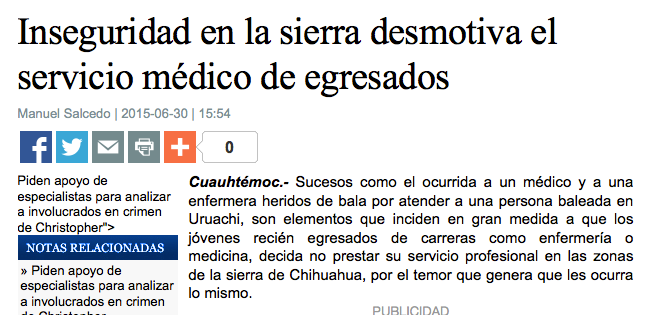 Inseguridad en la sierra desmotiva el
servicio médico de egresados
Manuel Salcedo | 2015-06-30 | 15:54
0
Piden apoyo de
especialistas para analizar
a involucrados en crimen
de Christopher">
NOTAS RELACIONADAS
» Piden apoyo de
especialistas para analizar
a involucrados en crimen
de Christopher
Cuauhtémoc.- Sucesos como el ocurrida a un médico y a una
enfermera heridos de bala por atender a una persona baleada en
Uruachi, son elementos que inciden en gran medida a que los
jóvenes recién egresados de carreras como enfermería o
medicina, decida no prestar su servicio profesional en las zonas
de la sierra de Chihuahua, por el temor que genera que les ocurra
lo mismo.
PUBLICIDAD